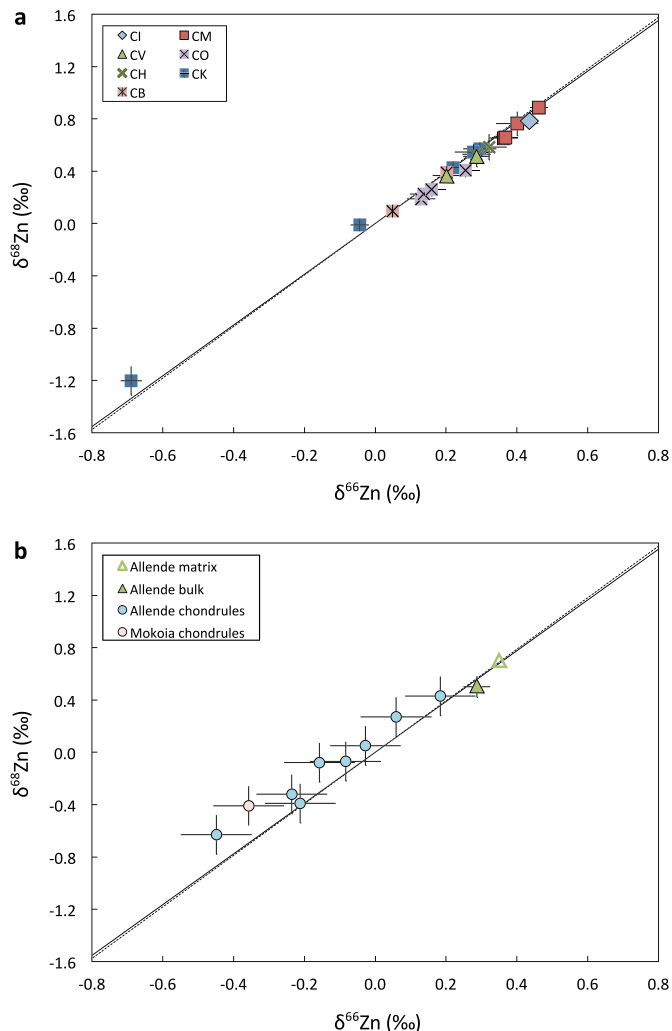 a
CI CM
CV CO
CH CK
CB
1.6
1.2
0.8
0.4
0.0
-0.4
-0.8
-1.2
-1.6
δ⁶⁸Zn (‰)
-0.8 -0.6 -0.4 -0.2 0.0 0.2 0.4 0.6 0.8
δ⁶⁶Zn (‰)
b
Allende matrix
Allende bulk
Allende chondrules
Mokoia chondrules
1.6
1.2
0.8
0.4
0.0
-0.4
-0.8
-1.2
-1.6
δ⁶⁸Zn (‰)
-0.8 -0.6 -0.4 -0.2 0.0 0.2 0.4 0.6 0.8
δ⁶⁶Zn (‰)